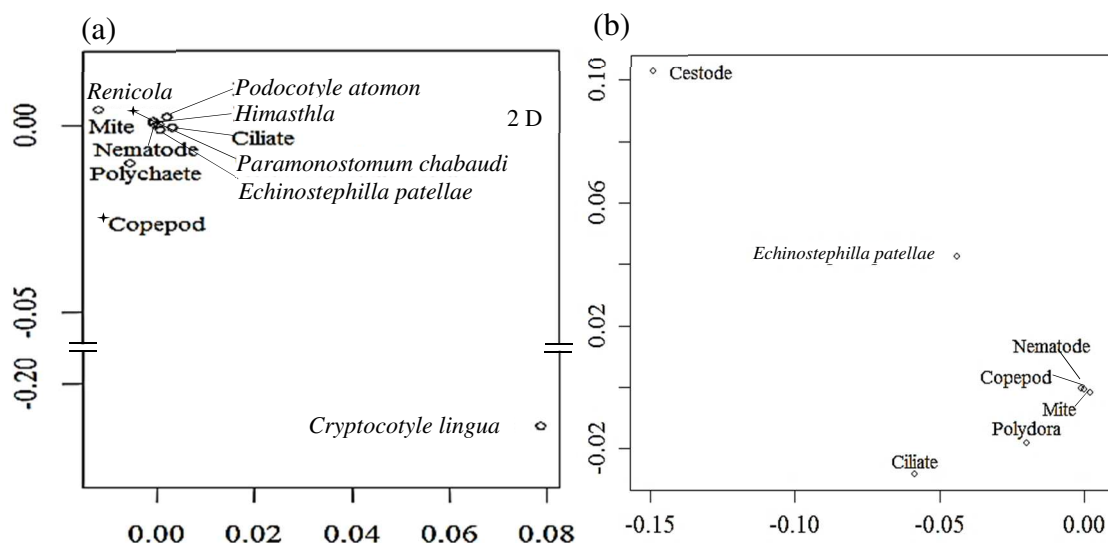 (a)
(b)
Renicola
Podocotyle atomon
Himasthla
2 D
Mite
Ciliate
Nematode
Paramonostomum chabaudi
Polychaete
Echinostephilla patellae
Copepod
Cryptocotyle lingua
0.00
-0.05
-0.20
0.00 0.02 0.04 0.06 0.08
Cestode
Echinostephilla patellae
Nematode
Copepod
Mite
Polydora
Ciliate
0.10
0.06
0.02
-0.02
-0.15 -0.10 -0.05 0.00